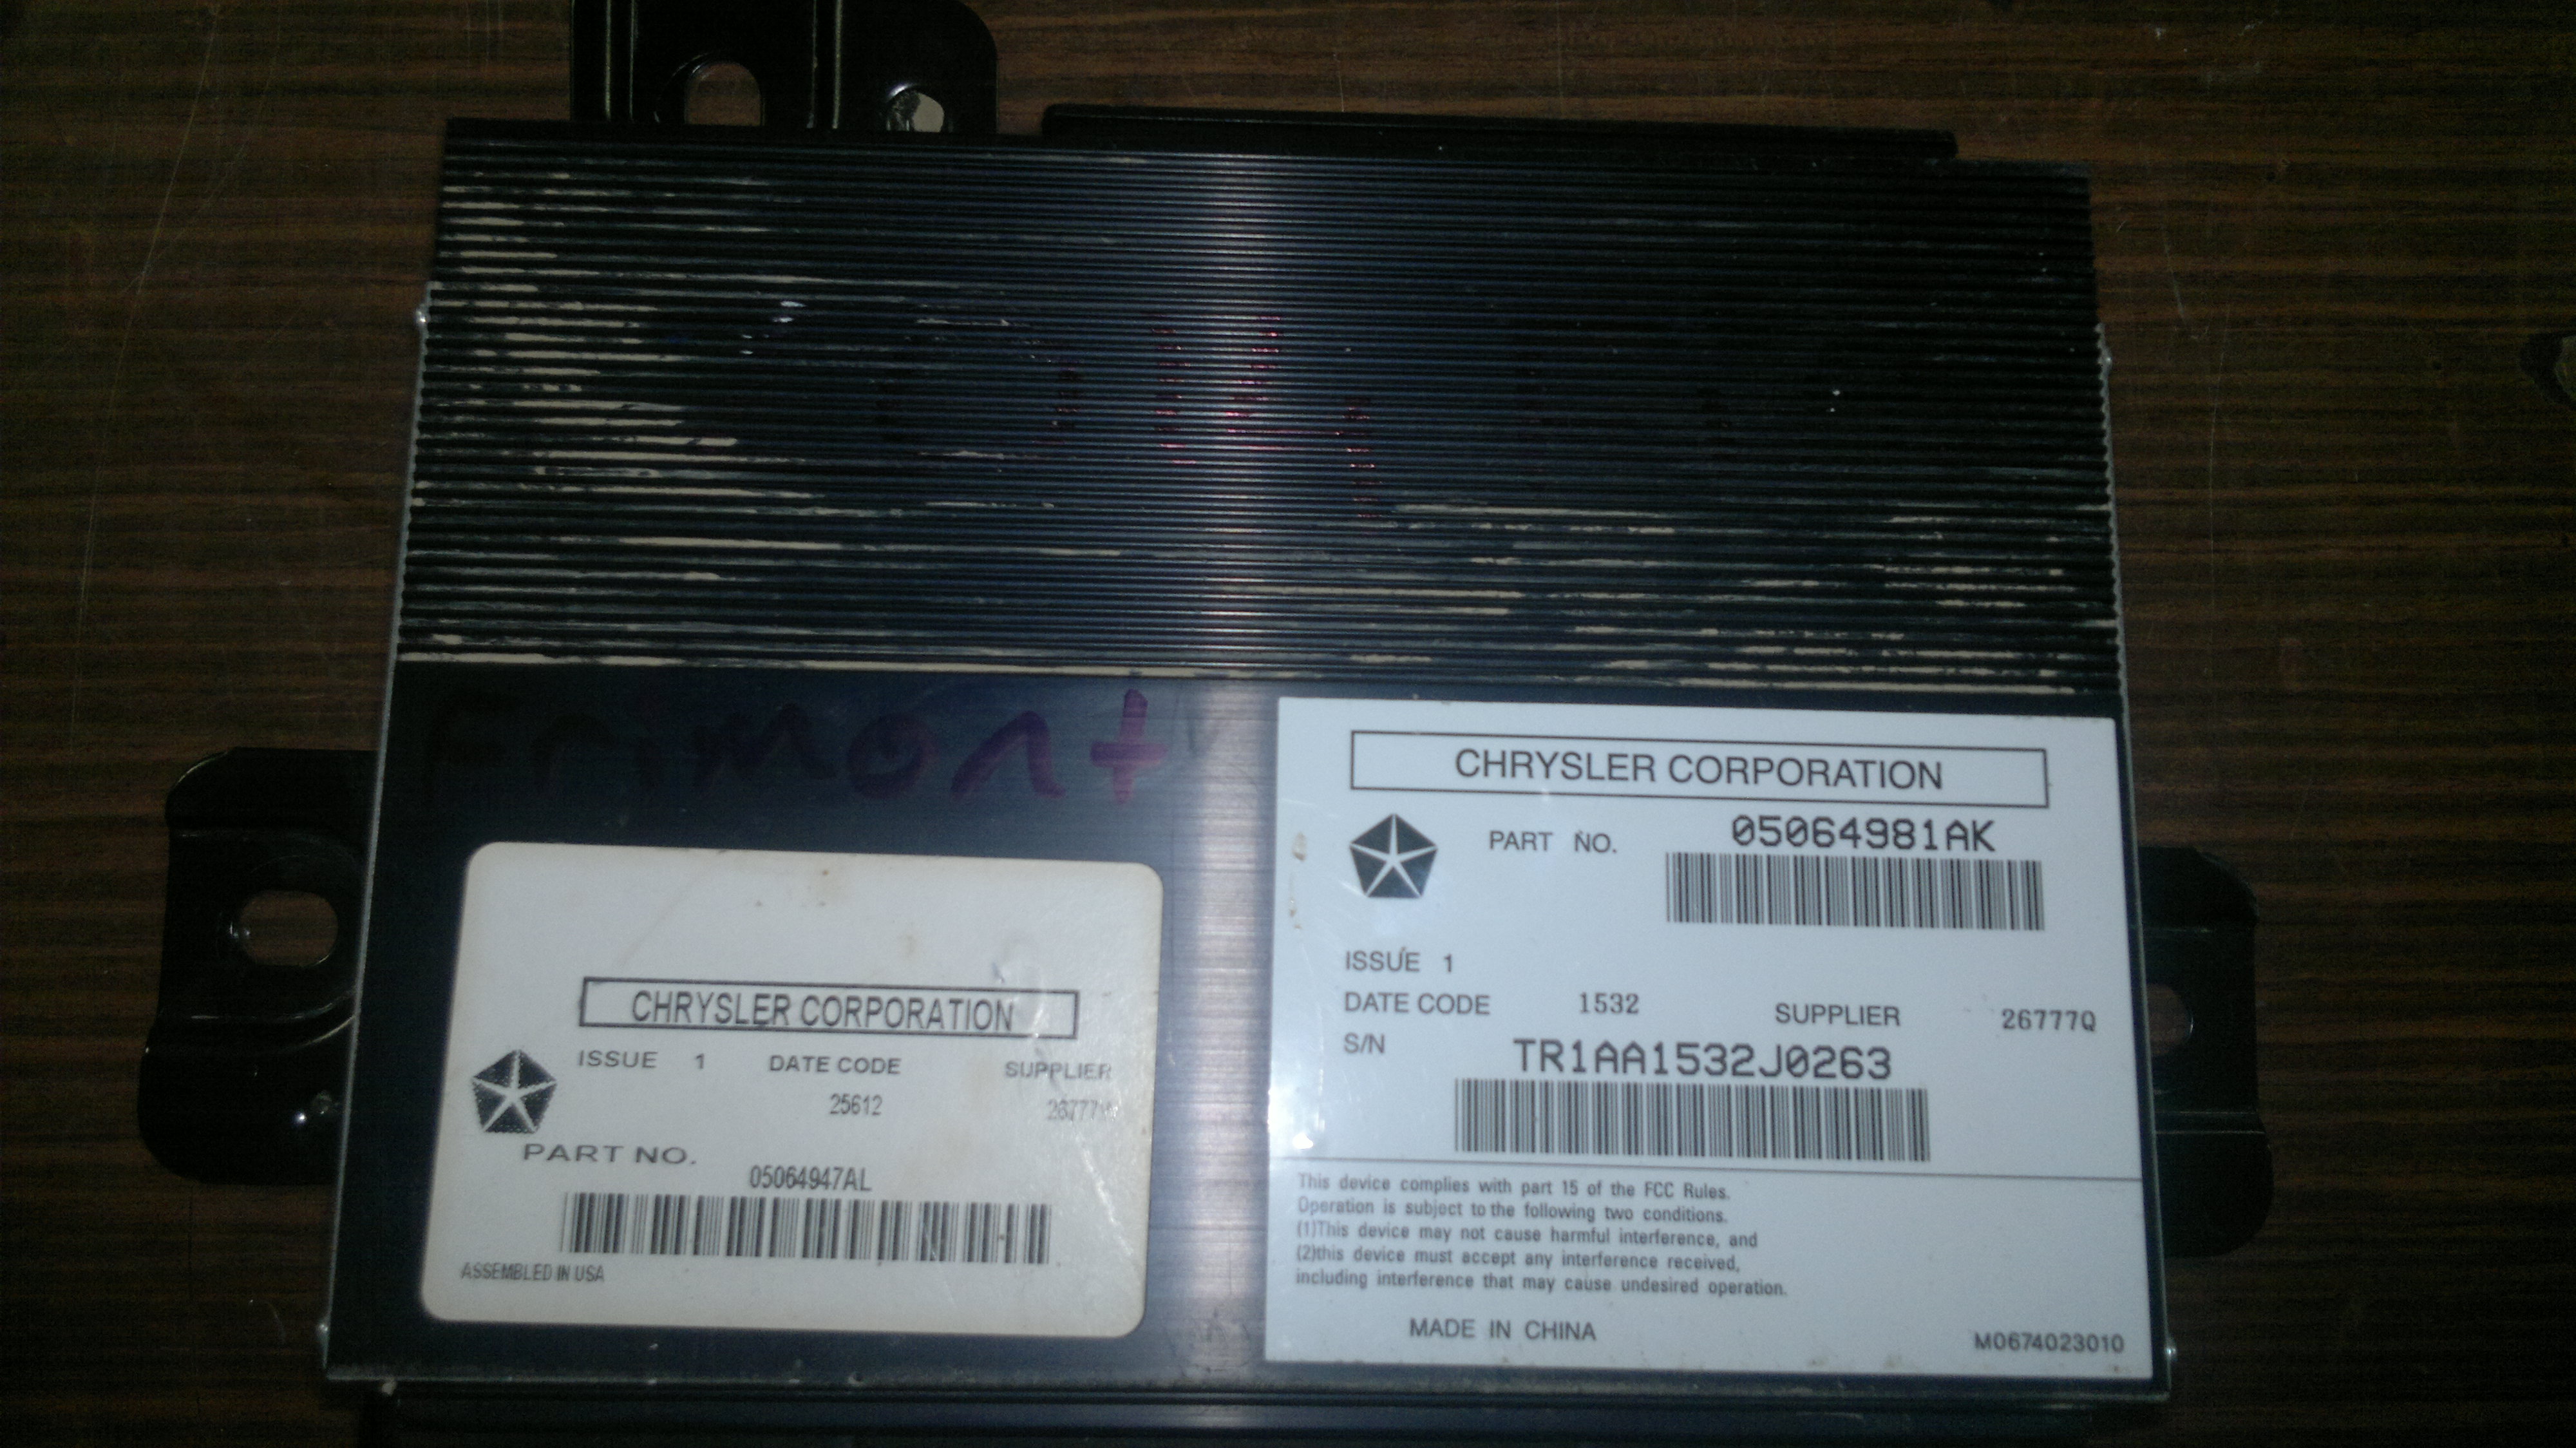 Frimont
CHRYSLER CORPORATION
ISSUE 1 DATE CODE SUPPLIER
25612
PART NO.
05064947AL
ASSEMBLED IN USA
CHRYSLER CORPORATION
PART NO. 05064981AK
ISSUE 1
DATE CODE 1532 SUPPLIER 26777Q
S/N TR1AA1532J0263
This device complies with part 15 of the FCC Rules.
Operation is subject to the following two conditions.
(1)This device may not cause harmful interference, and
(2)this device must accept any interference received,
including interference that may cause undesired operation.
MADE IN CHINA M0674023010